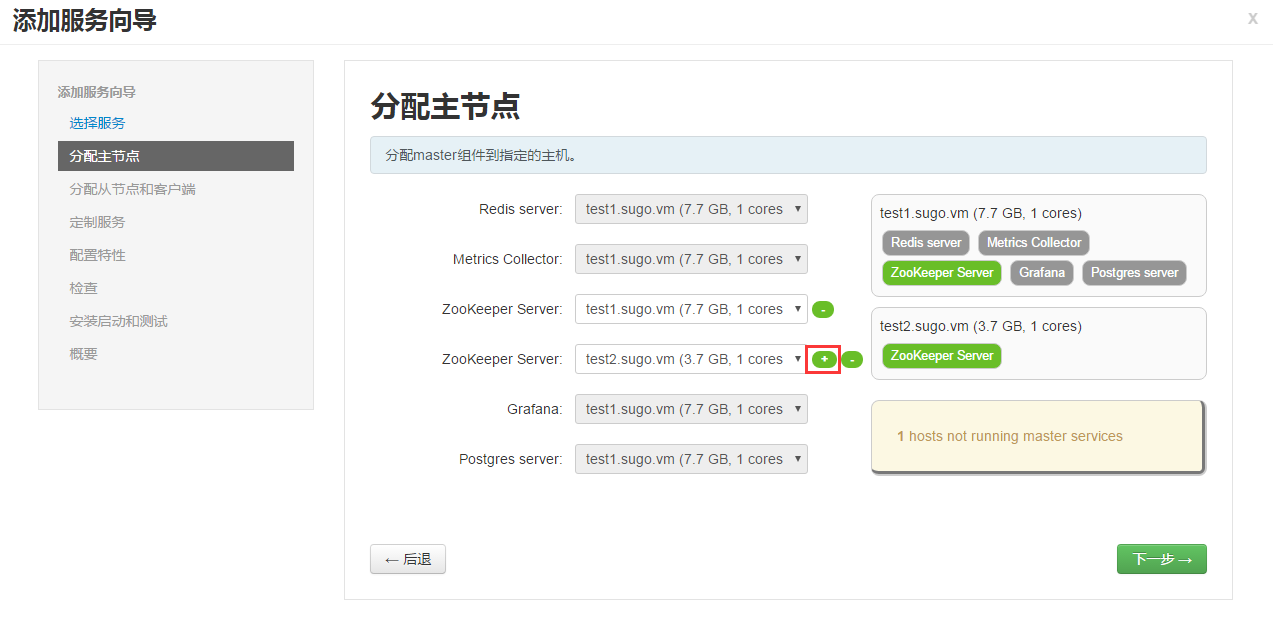 添加服务向导
x
添加服务向导
选择服务
分配主节点
分配从节点和客户端
定制服务
配置特性
检查
安装启动和测试
概要
分配主节点
分配master组件到指定的主机。
Redis server: test1.sugo.vm (7.7 GB, 1 cores
Metrics Collector: test1.sugo.vm (7.7 GB, 1 cores
ZooKeeper Server: test1.sugo.vm (7.7 GB, 1 cores -
ZooKeeper Server: test2.sugo.vm (3.7 GB, 1 cores + -
Grafana: test1.sugo.vm (7.7 GB, 1 cores
Postgres server: test1.sugo.vm (7.7 GB, 1 cores
test1.sugo.vm (7.7 GB, 1 cores)
Redis server Metrics Collector
ZooKeeper Server Grafana Postgres server
test2.sugo.vm (3.7 GB, 1 cores)
ZooKeeper Server
1 hosts not running master services
← 后退
下一步 →